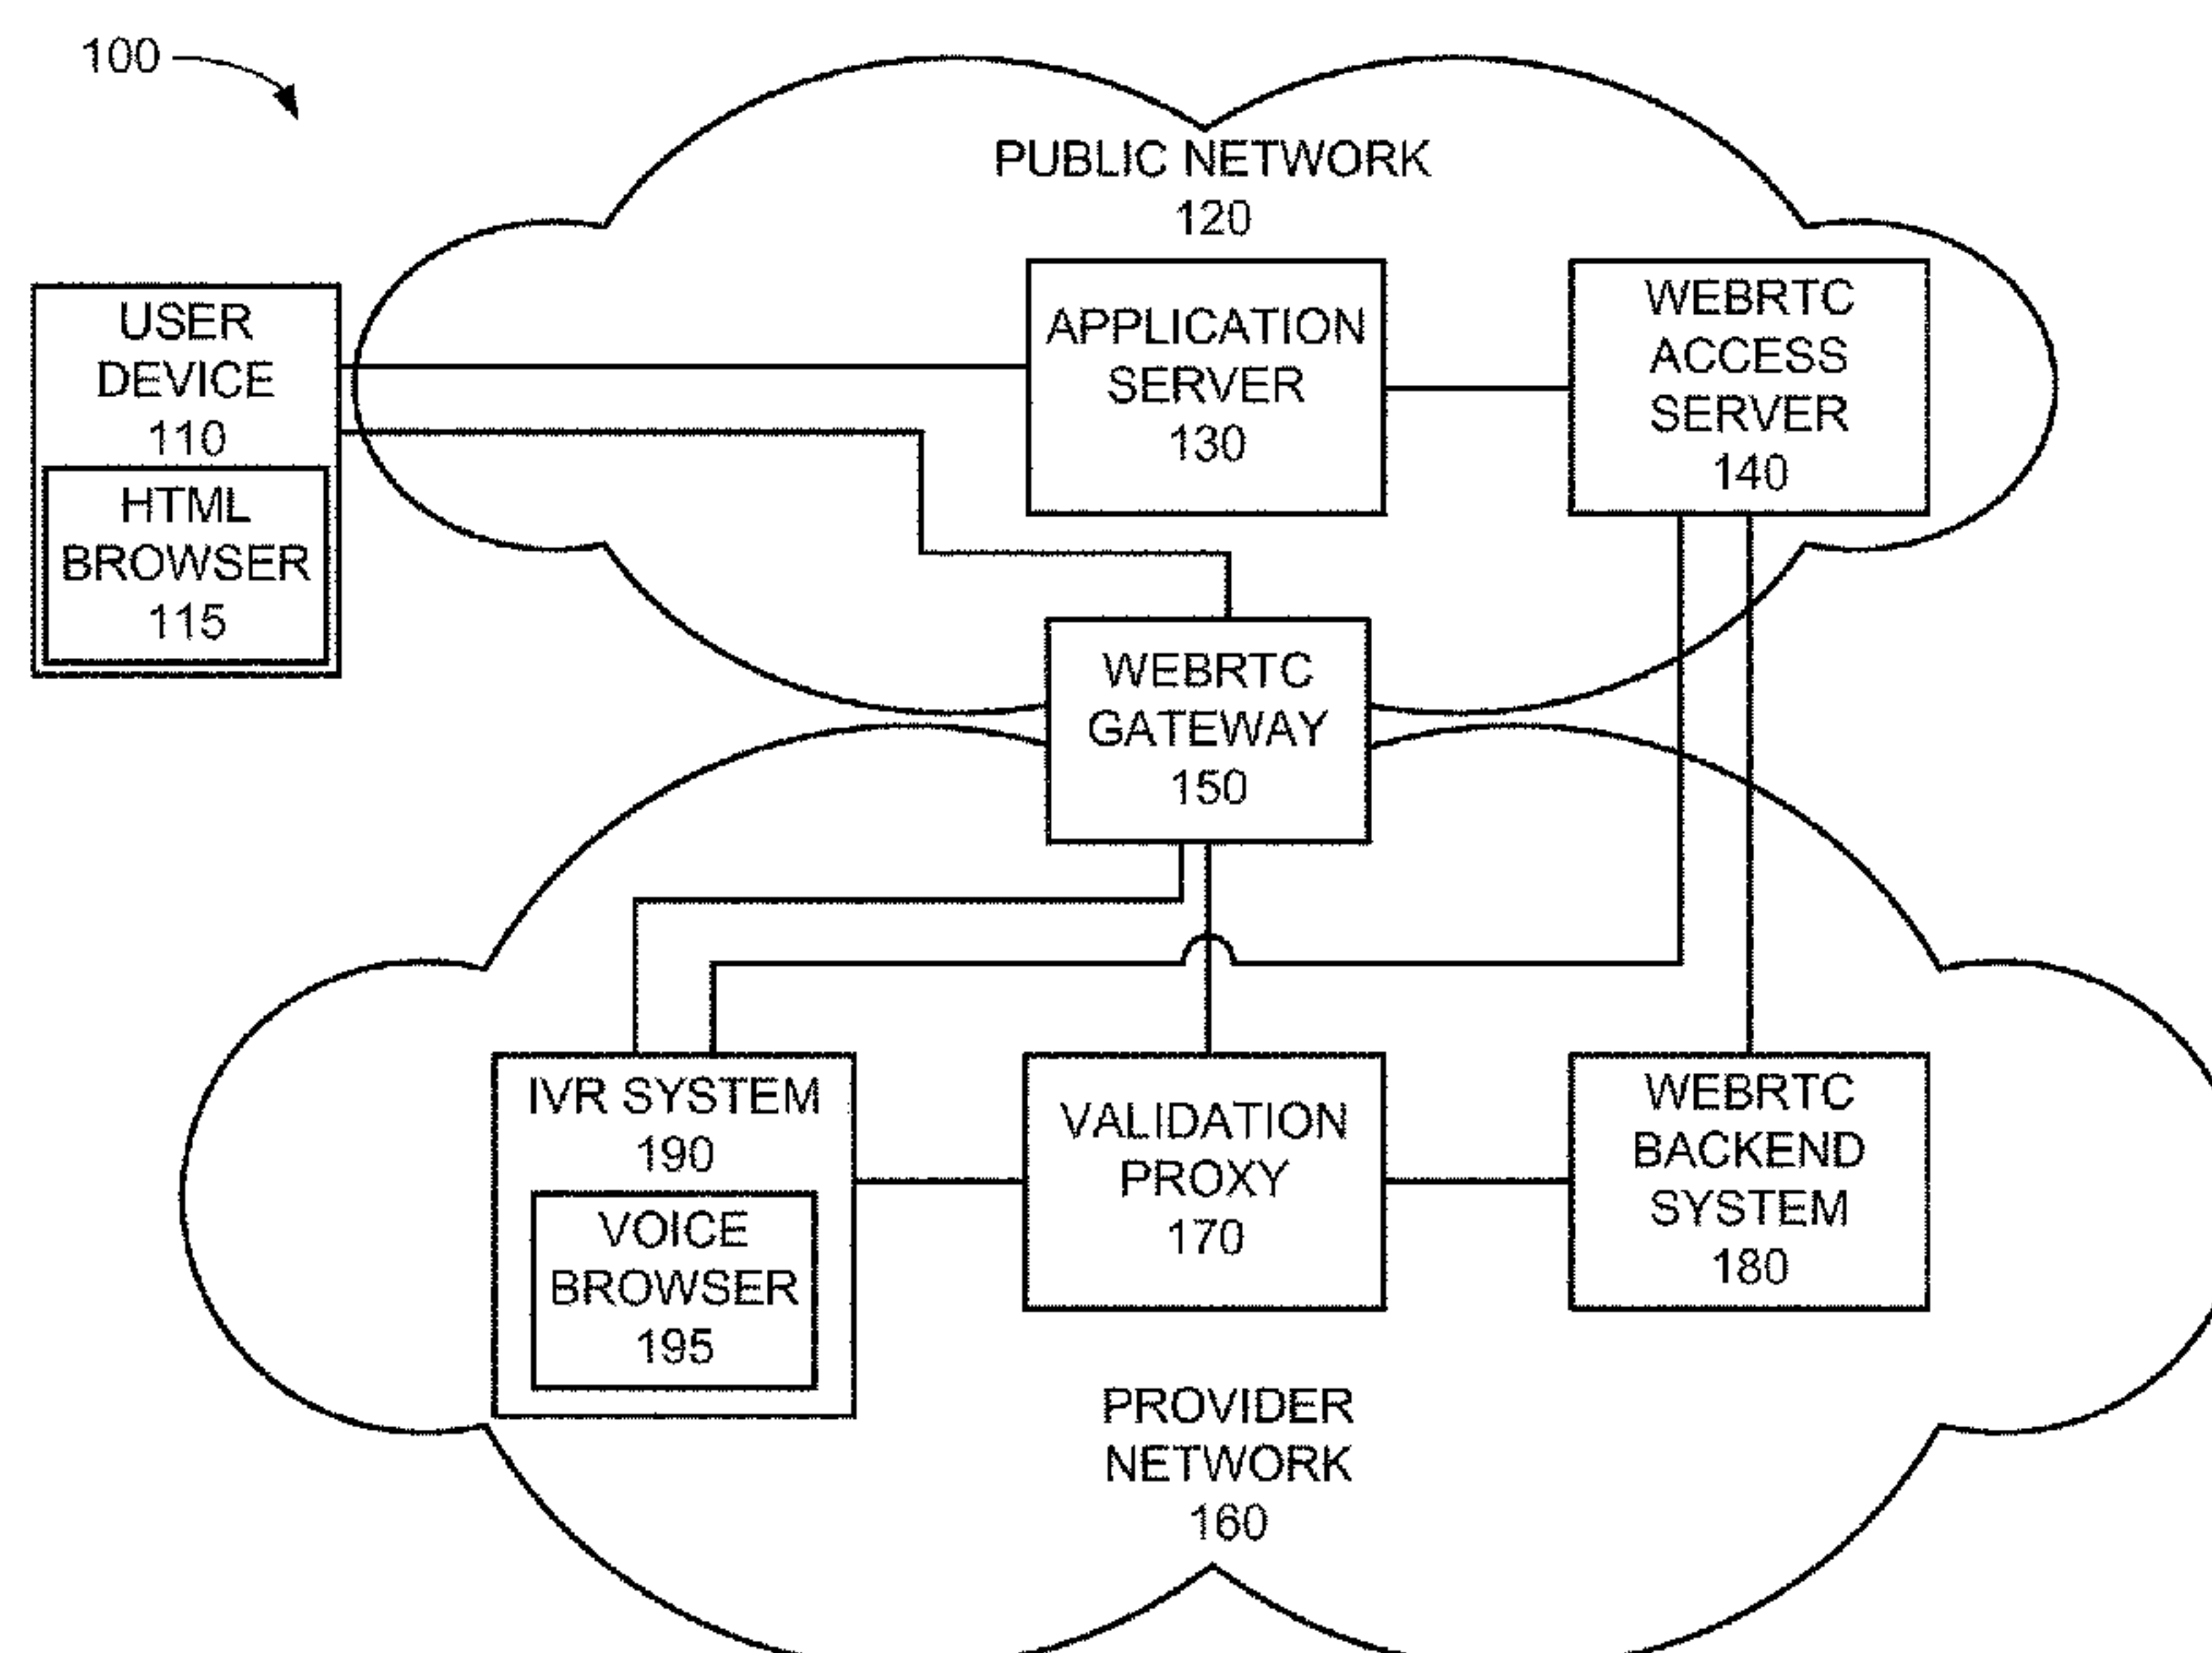 100
PUBLIC NETWORK
120
USER
DEVICE
110
HTML
BROWSER
115
APPLICATION
SERVER
130
WEBRTC
ACCESS
SERVER
140
WEBRTC
GATEWAY
150
IVR SYSTEM
190
VOICE
BROWSER
195
VALIDATION
PROXY
170
WEBRTC
BACKEND
SYSTEM
180
PROVIDER
NETWORK
160